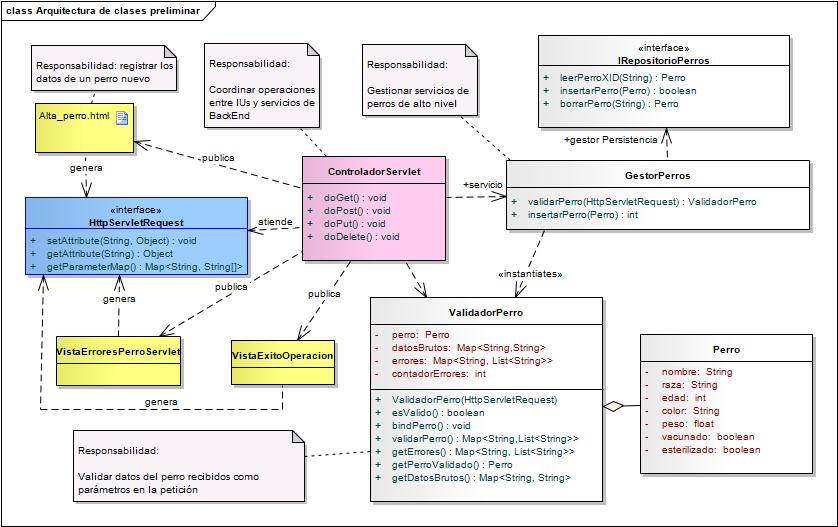 class Arquitectura de clases preliminar
Responsabilidad: registrar los
datos de un perro nuevo
Responsabilidad:
Coordinar operaciones
entre IUs y servicios de
BackEnd
Responsabilidad:
Gestionar servicios de
perros de alto nivel
«interface»
IRepositorioPerros
+ leerPerroXID(String) : Perro
+ insertarPerro(Perro) : boolean
+ borrarPerro(String) : Perro
Alta_perro.html
+gestor Persistencia
publica
genera
ControladorServlet
+ doGet() : void
+ doPost() : void
+ doPut() : void
+ doDelete() : void
+servicio
GestorPerros
+ validarPerro(HttpServletRequest) : ValidadorPerro
+ insertarPerro(Perro) : int
«interface»
HttpServletRequest
+ setAttribute(String, Object) : void
+ getAttribute(String) : Object
+ getParameterMap() : Map<String, String[]>
atiende
«instantiates»
publica
publica
genera
VistaErroresPerroServlet
VistaExitoOperacion
genera
ValidadorPerro
- perro: Perro
- datosBrutos: Map<String,String>
- errores: Map<String, List<String>>
- contadorErrores: int
+ ValidadorPerro(HttpServletRequest)
+ esValido() : boolean
+ bindPerro() : void
+ validarPerro() : Map<String,List<String>>
+ getErrores() : Map<String, List<String>>
+ getPerroValidado() : Perro
+ getDatosBrutos() : Map<String, String>
Perro
- nombre: String
- raza: String
- edad: int
- color: String
- peso: float
- vacunado: boolean
- esterilizado: boolean
Responsabilidad:
Validar datos del perro recibidos como
parámetros en la petición